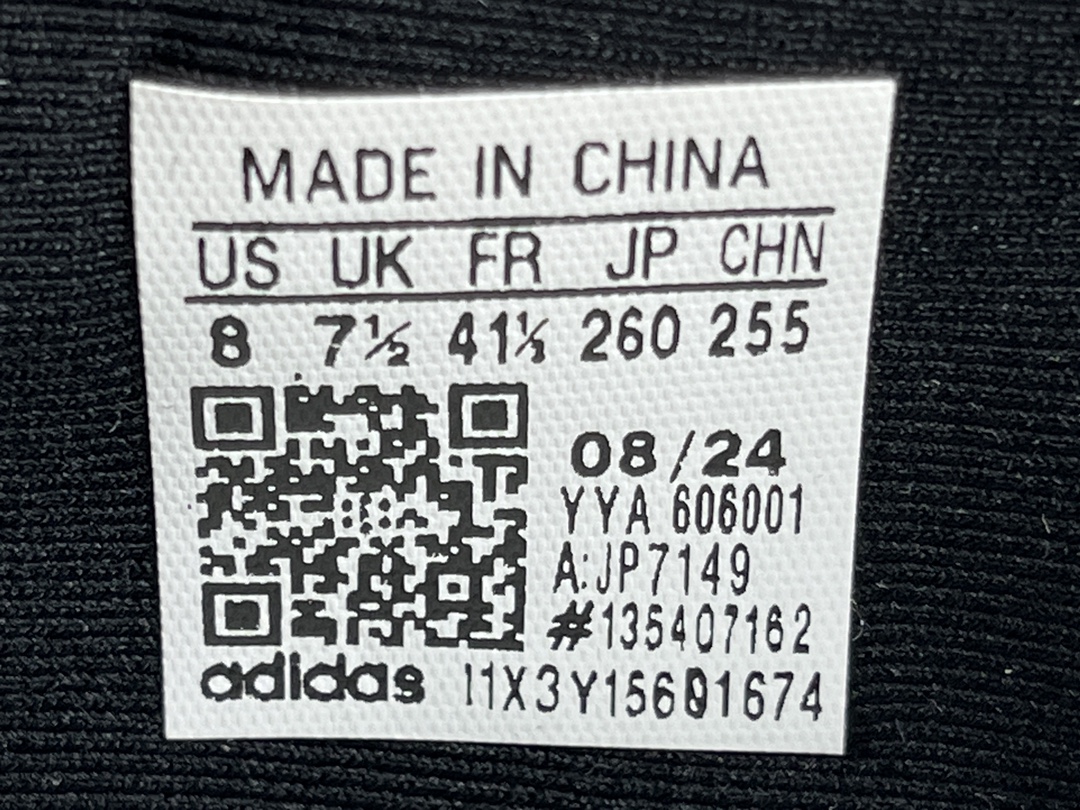 MADE IN CHINA
US UK FR JP CHN
8 7½ 41⅓ 260 255
08/24
YYA 606001
A:JP7149
#135407162
adidas